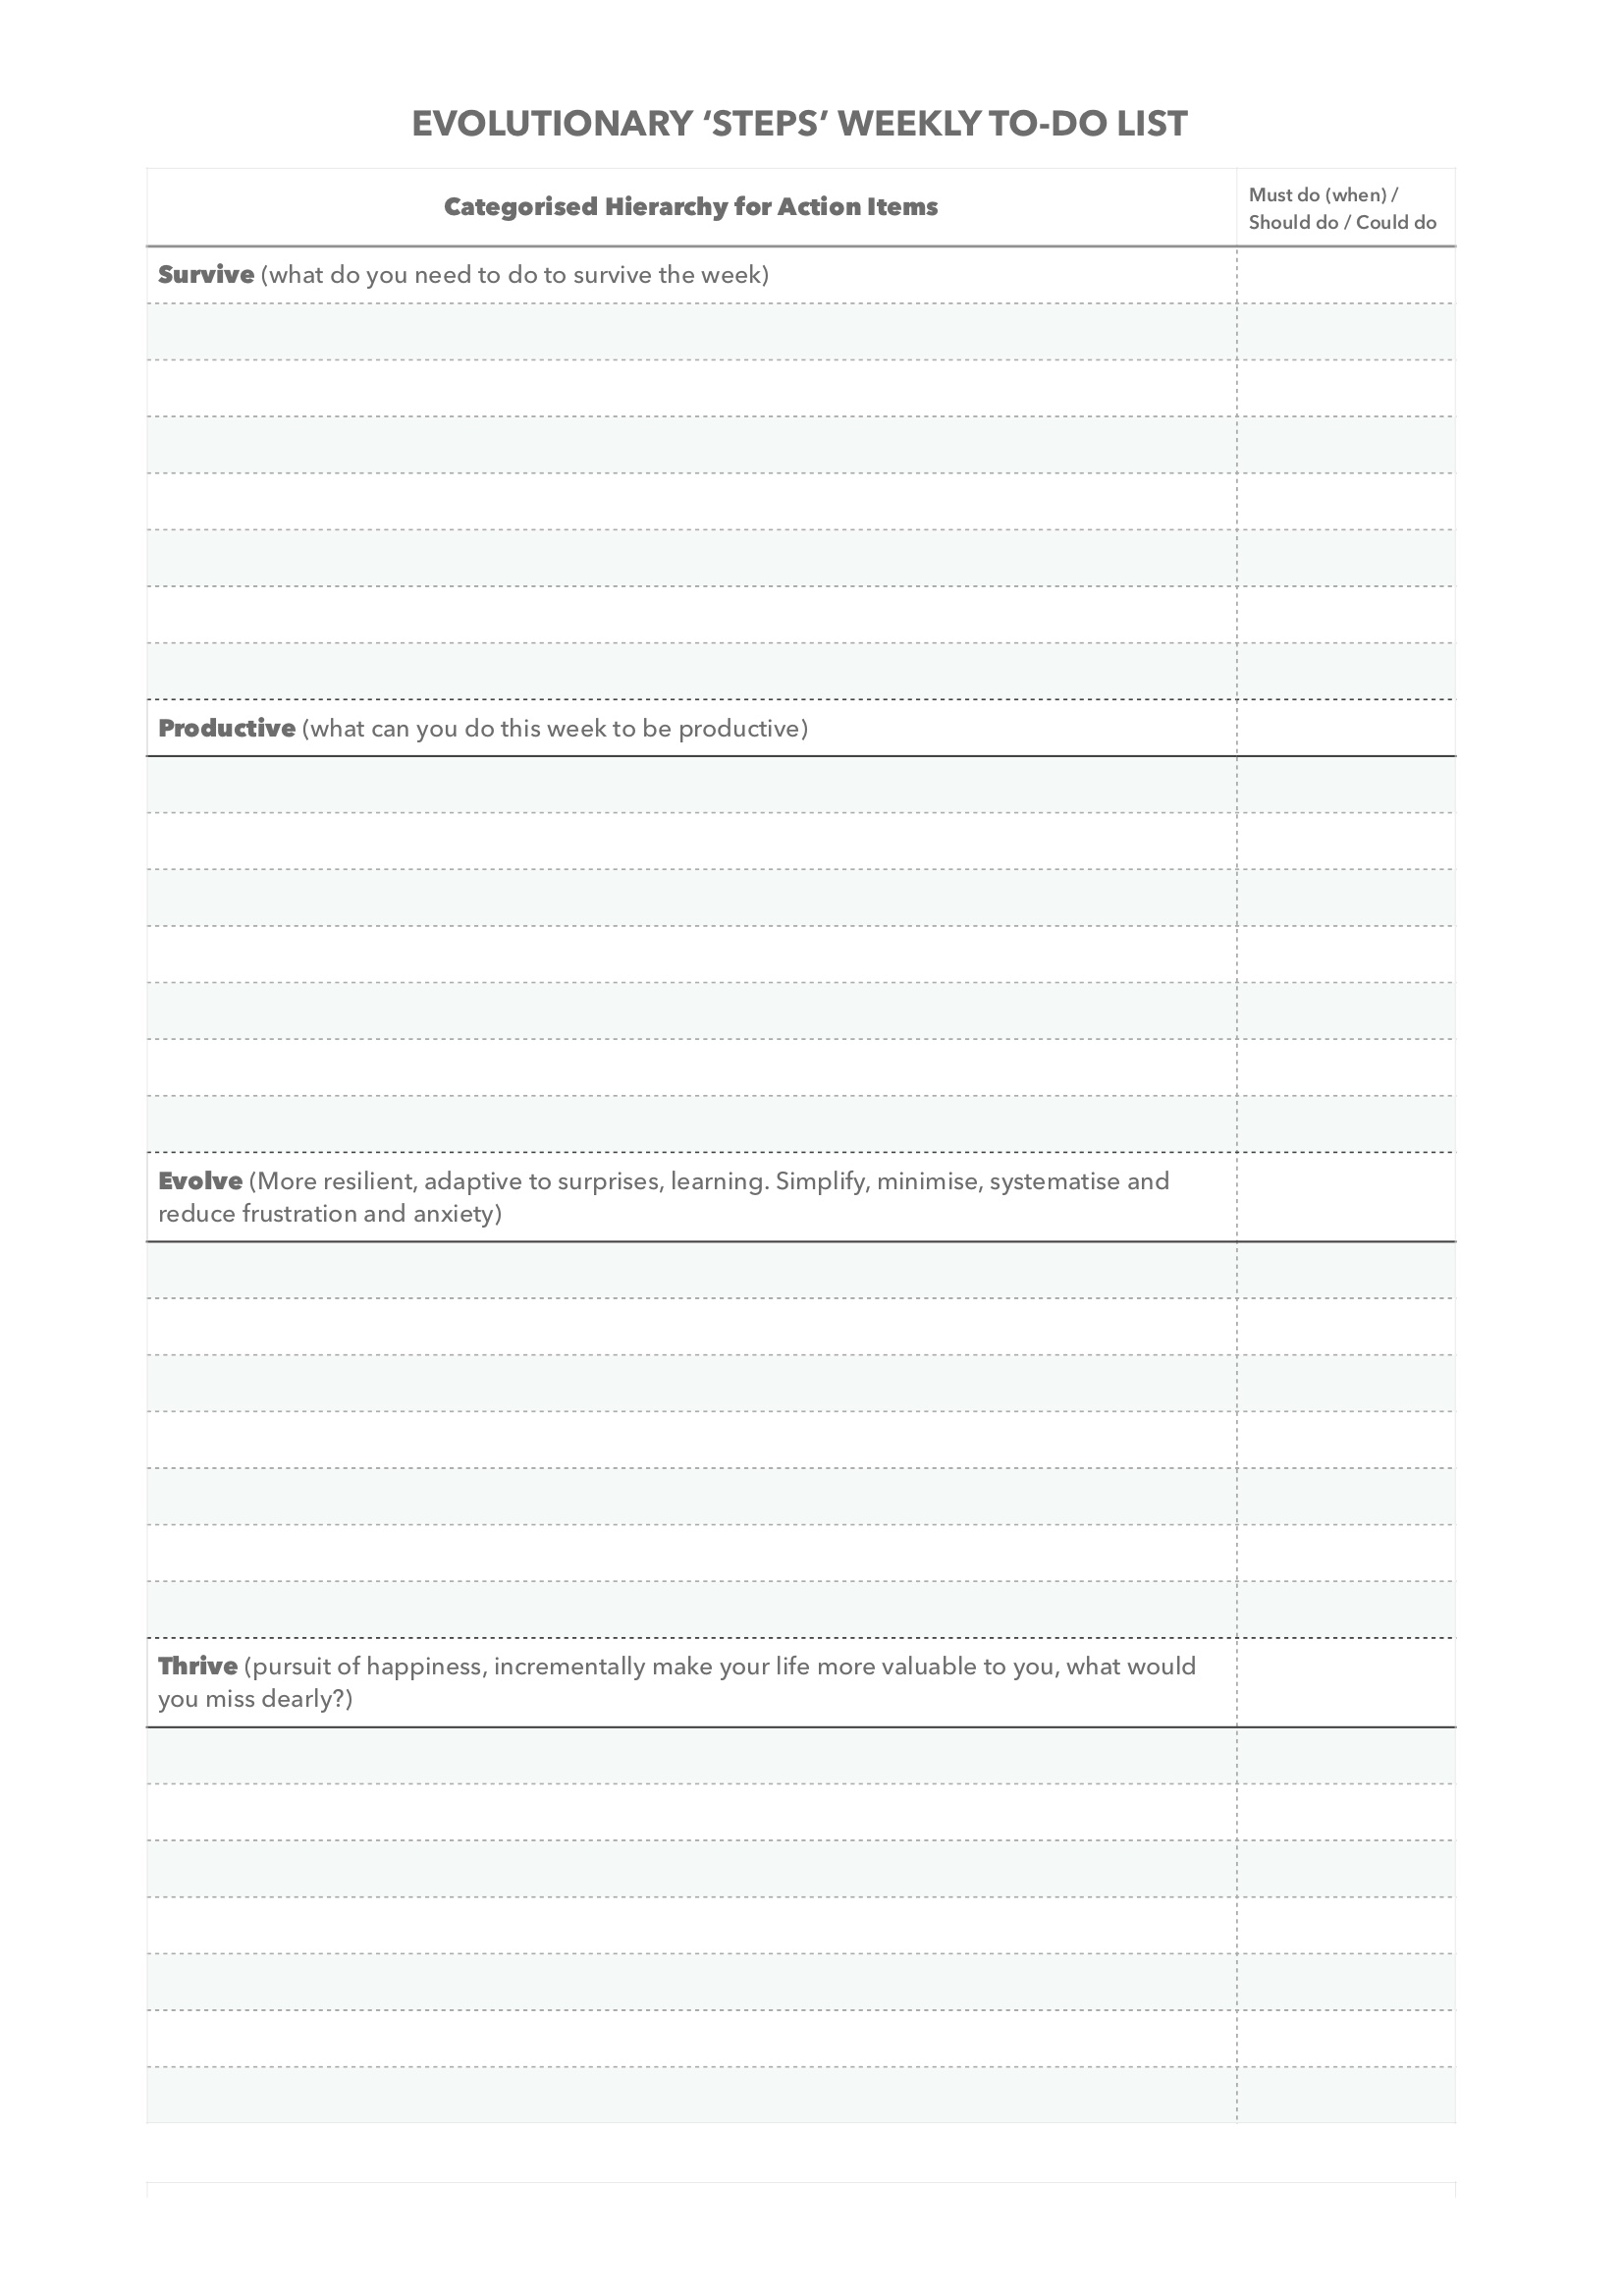 EVOLUTIONARY ‘STEPS’ WEEKLY TO-DO LIST
Categorised Hierarchy for Action Items
Must do (when) /
Should do / Could do
Survive (what do you need to do to survive the week)
Productive (what can you do this week to be productive)
Evolve (More resilient, adaptive to surprises, learning. Simplify, minimise, systematise and
reduce frustration and anxiety)
Thrive (pursuit of happiness, incrementally make your life more valuable to you, what would
you miss dearly?)